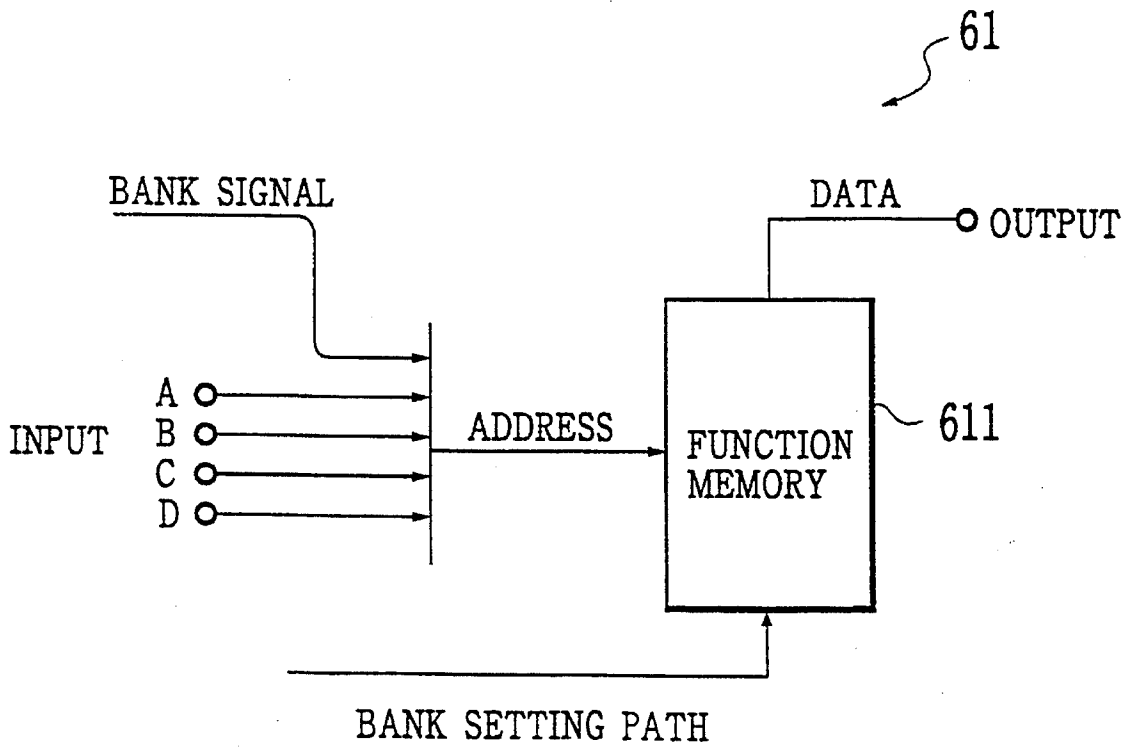 61
BANK SIGNAL
DATA
OUTPUT
A
INPUT
B
C
D
ADDRESS
FUNCTION
MEMORY
611
BANK SETTING PATH